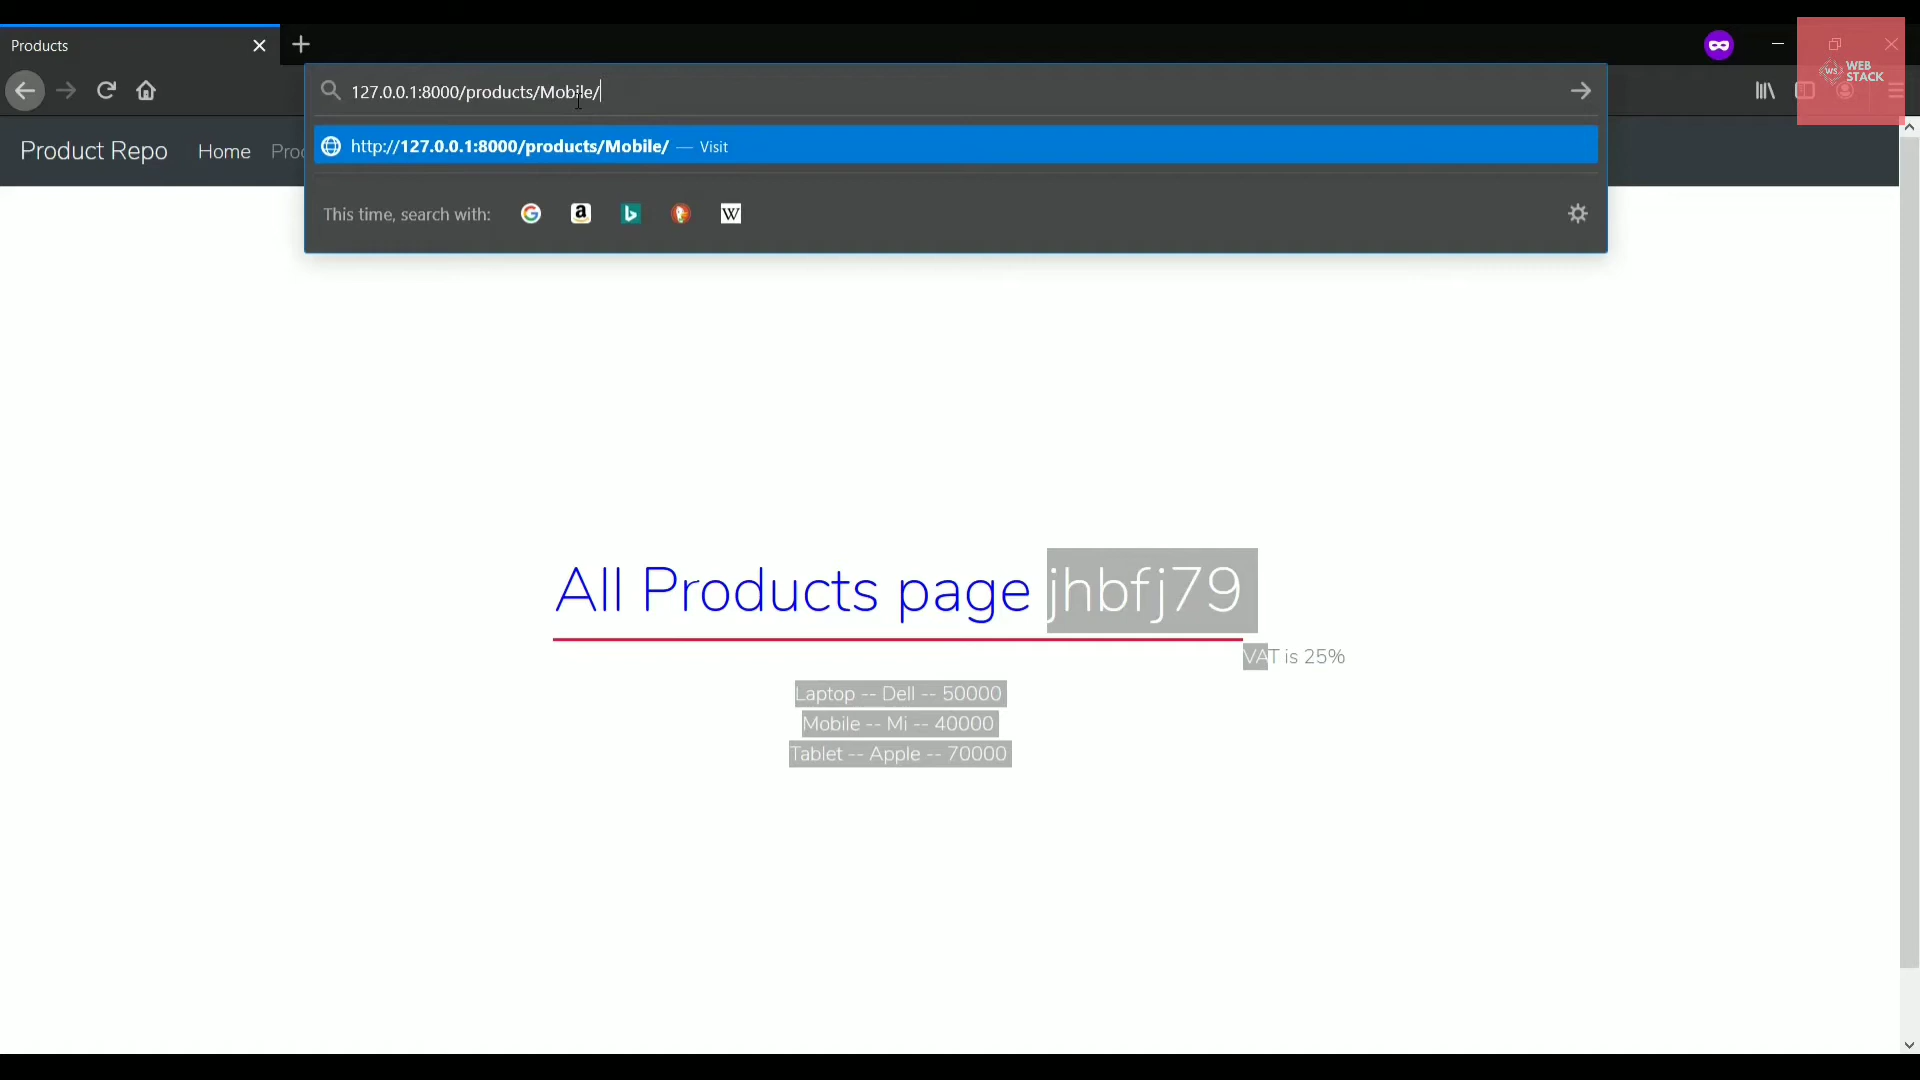 Products
127.0.0.1:8000/products/Mobile/
WEB
STACK
WS
http://127.0.0.1:8000/products/Mobile/ — Visit
Product Repo Home Proc
This time, search with: G a b W
All Products page jhbfj79
VAT is 25%
Laptop -- Dell -- 50000
Mobile -- Mi -- 40000
Tablet -- Apple -- 70000